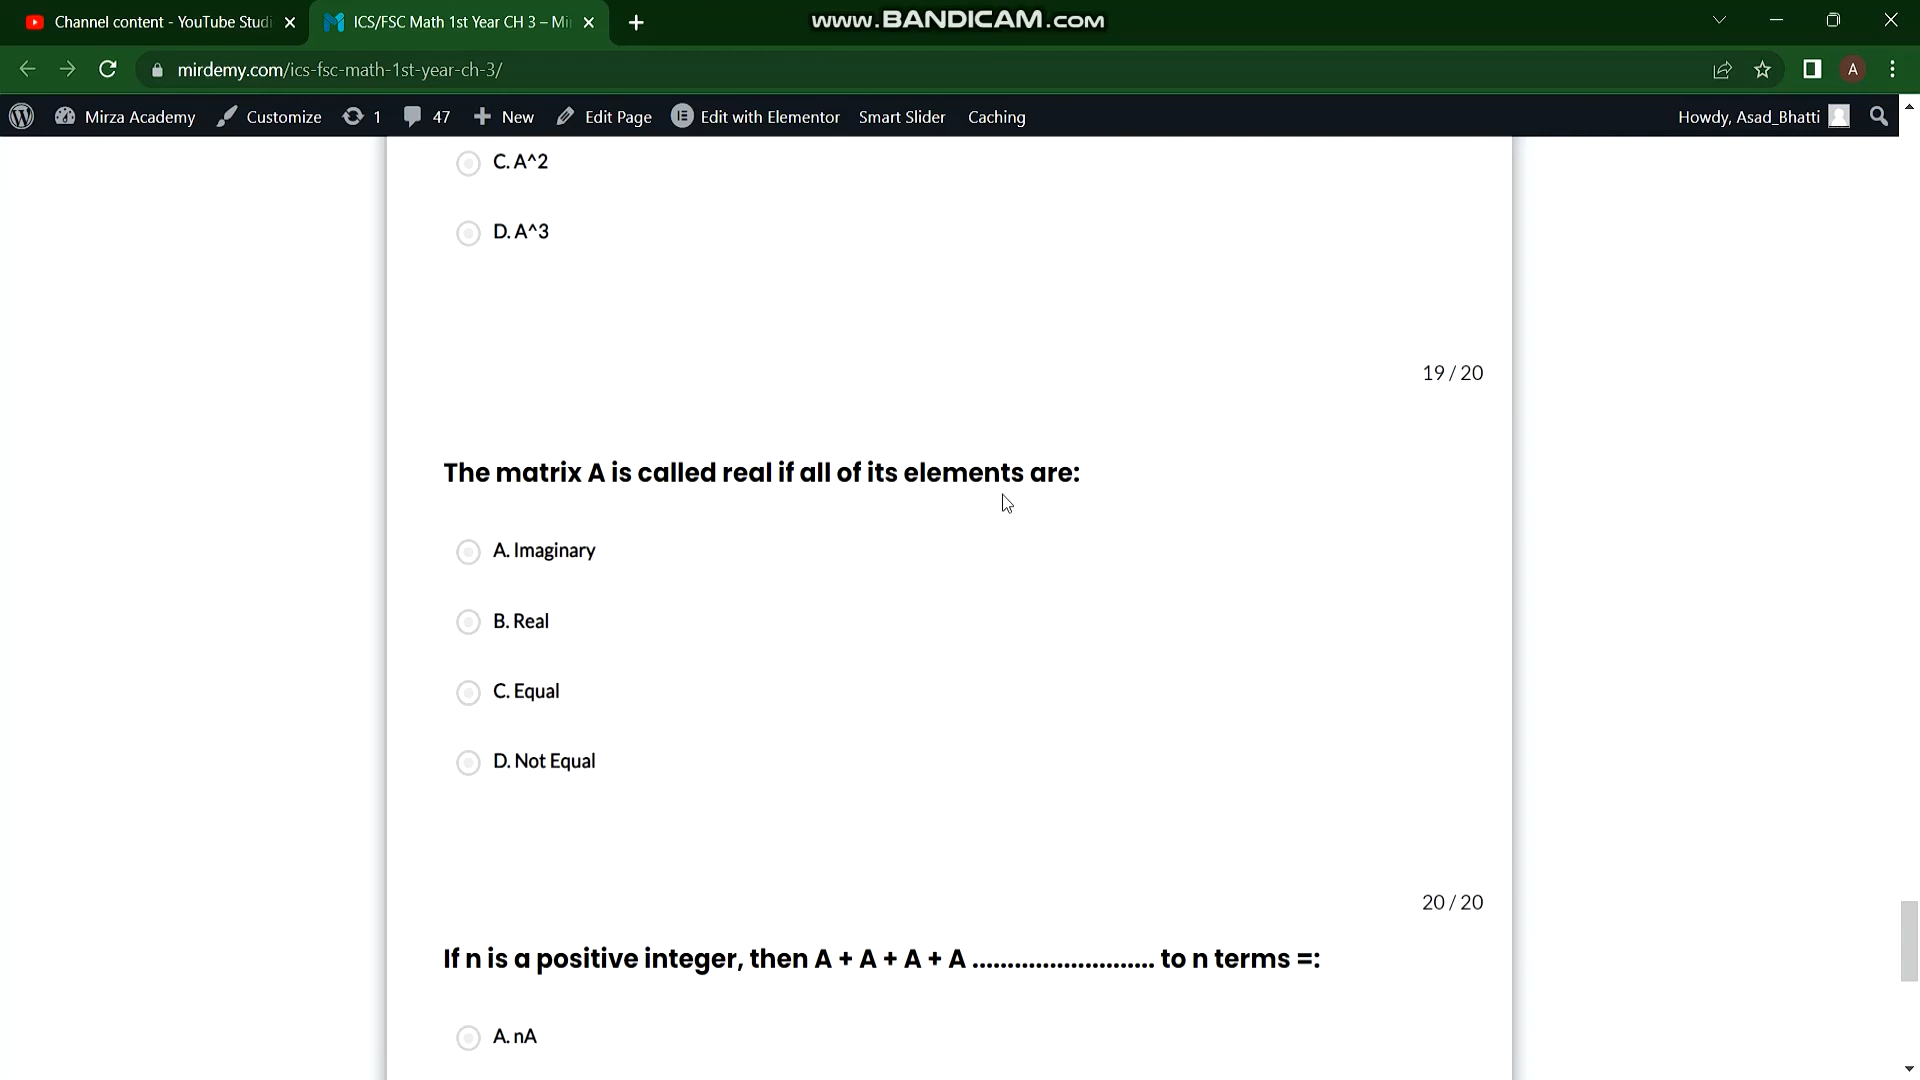 Channel content - YouTube Studi
ICS/FSC Math 1st Year CH 3 – Mi
www.BANDICAM.com
mirdemy.com/ics-fsc-math-1st-year-ch-3/
A
Mirza Academy
Customize
1
47
New
Edit Page
Edit with Elementor
Smart Slider
Caching
Howdy, Asad_Bhatti
C. A^2
D. A^3
19 / 20
The matrix A is called real if all of its elements are:
A. Imaginary
B. Real
C. Equal
D. Not Equal
20 / 20
If n is a positive integer, then A + A + A + A .......................... to n terms =:
A. nA